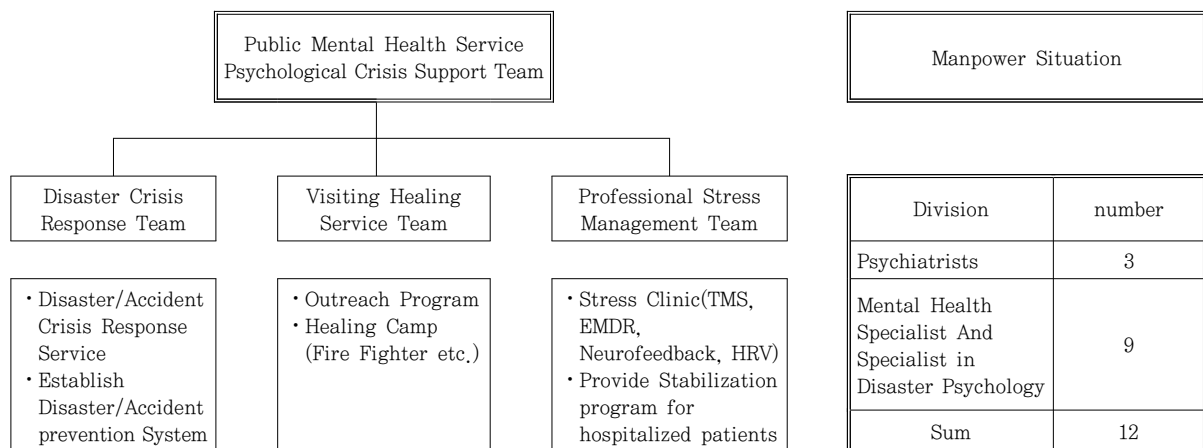 Public Mental Health Service
Psychological Crisis Support Team
Manpower Situation
Disaster Crisis
Response Team
Visiting Healing
Service Team
Professional Stress
Management Team
・Disaster/Accident
Crisis Response
Service
・Establish
Disaster/Accident
prevention System
・Outreach Program
・Healing Camp
(Fire Fighter etc.)
・Stress Clinic(TMS,
EMDR,
Neurofeedback, HRV)
・Provide Stabilization
program for
hospitalized patients
Division number
Psychiatrists 3
Mental Health
Specialist And
Specialist in
Disaster Psychology
9
Sum 12